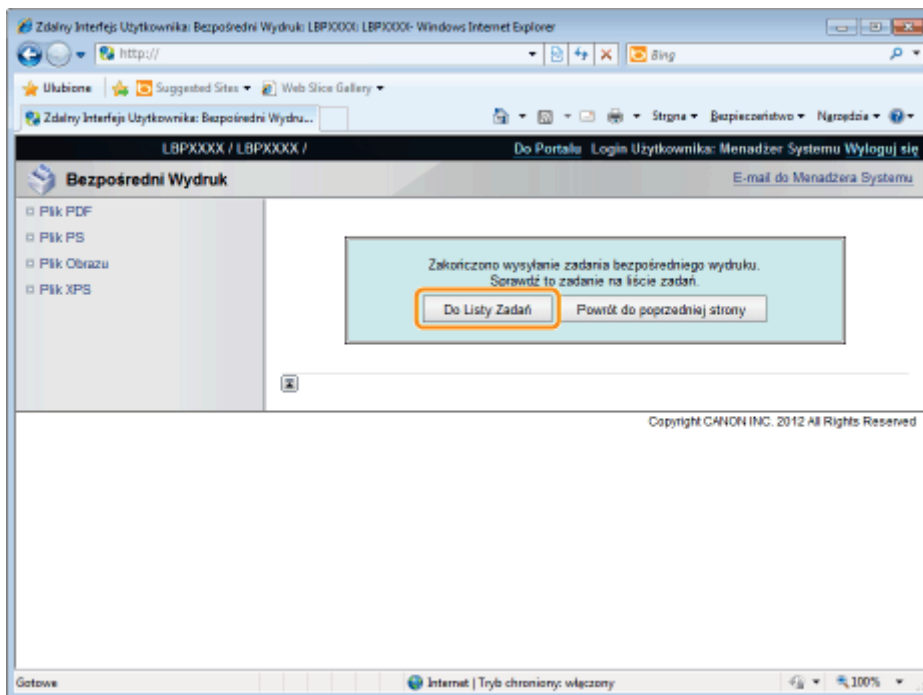 Zdalny Interfejs Użytkownika: Bezpośredni Wydruk: LBPXXXX: LBPXXXX- Windows Internet Explorer
http://
Bing
Ulubione Suggested Sites Web Slice Gallery
Zdalny Interfejs Użytkownika: Bezpośredni Wydru...
Strona Bezpieczeństwo Narzędzia
LBPXXXX / LBPXXXX /
Do Portalu Login Użytkownika: Menadżer Systemu Wyloguj się
Bezpośredni Wydruk
E-mail do Menadżera Systemu
Plik PDF
Plik PS
Plik Obrazu
Plik XPS
Zakończono wysyłanie zadania bezpośredniego wydruku.
Sprawdź to zadanie na liście zadań.
Do Listy Zadań Powrót do poprzedniej strony
Copyright CANON INC. 2012 All Rights Reserved
Gotowe
Internet | Tryb chroniony: włączony
100%